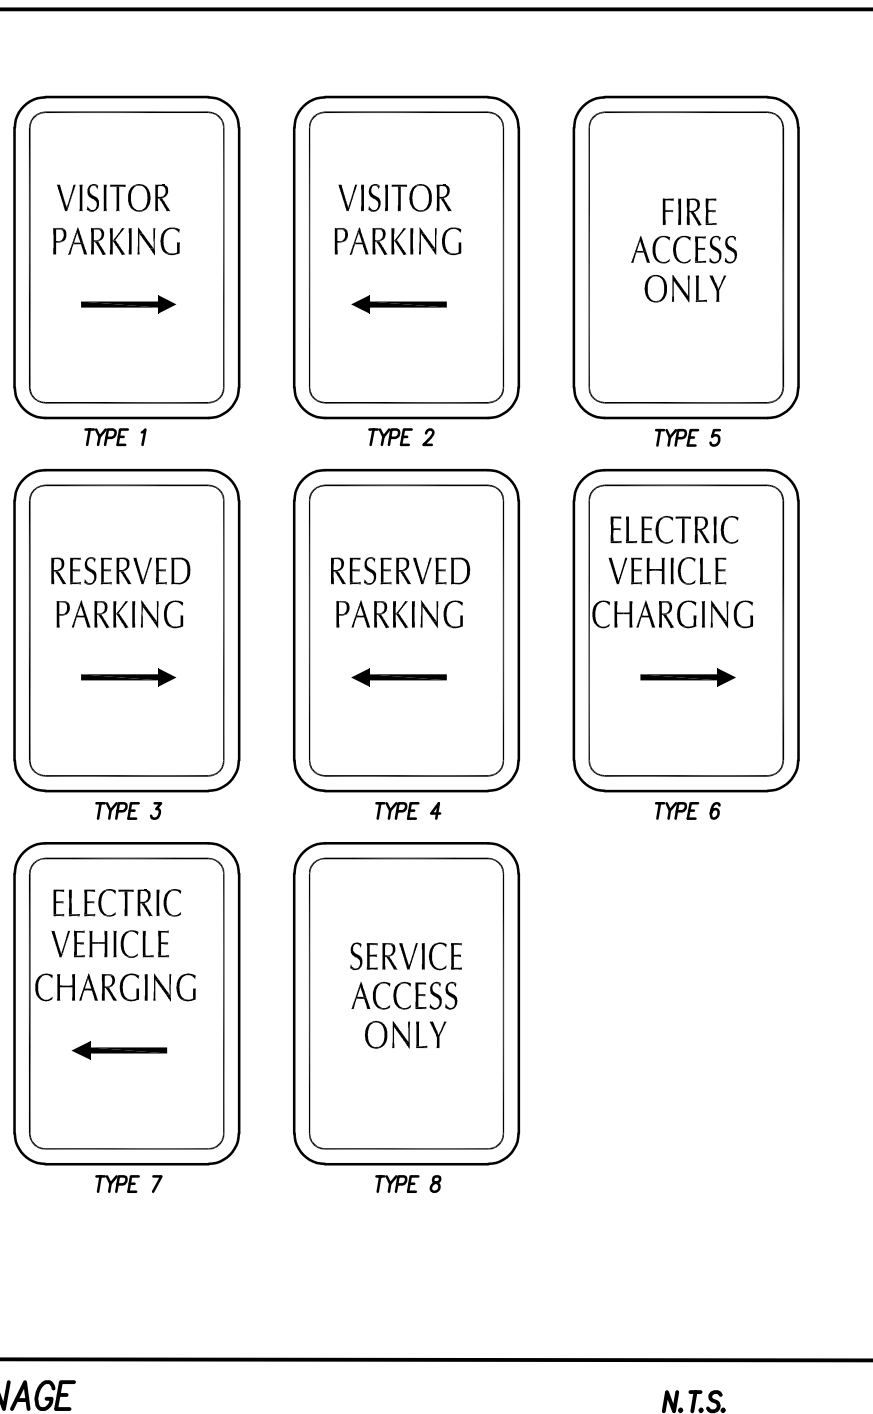 VISITOR
PARKING
TYPE 1
VISITOR
PARKING
TYPE 2
FIRE
ACCESS
ONLY
TYPE 5
RESERVED
PARKING
TYPE 3
RESERVED
PARKING
TYPE 4
ELECTRIC
VEHICLE
CHARGING
TYPE 6
ELECTRIC
VEHICLE
CHARGING
TYPE 7
SERVICE
ACCESS
ONLY
TYPE 8
NAGE
N.T.S.